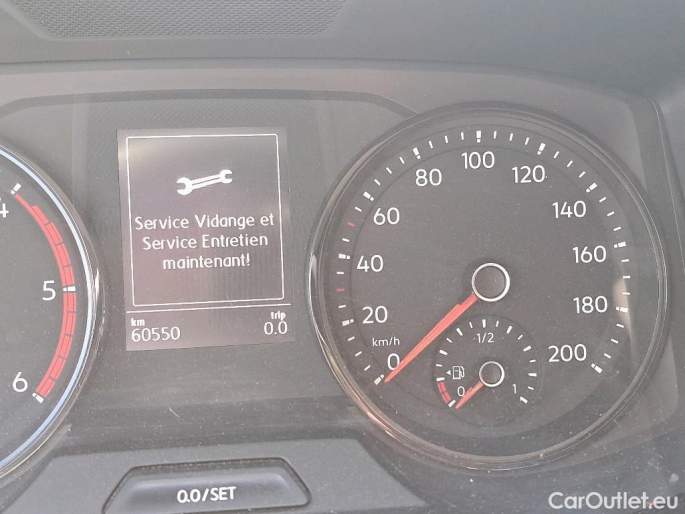 Service Vidange et
Service Entretien
maintenant!
km
trip
60550
0.0
4
5
6
0
20
40
60
80
100
120
140
160
180
200
km/h
1/2
0
1
0.0/SET
CarOutlet.eu